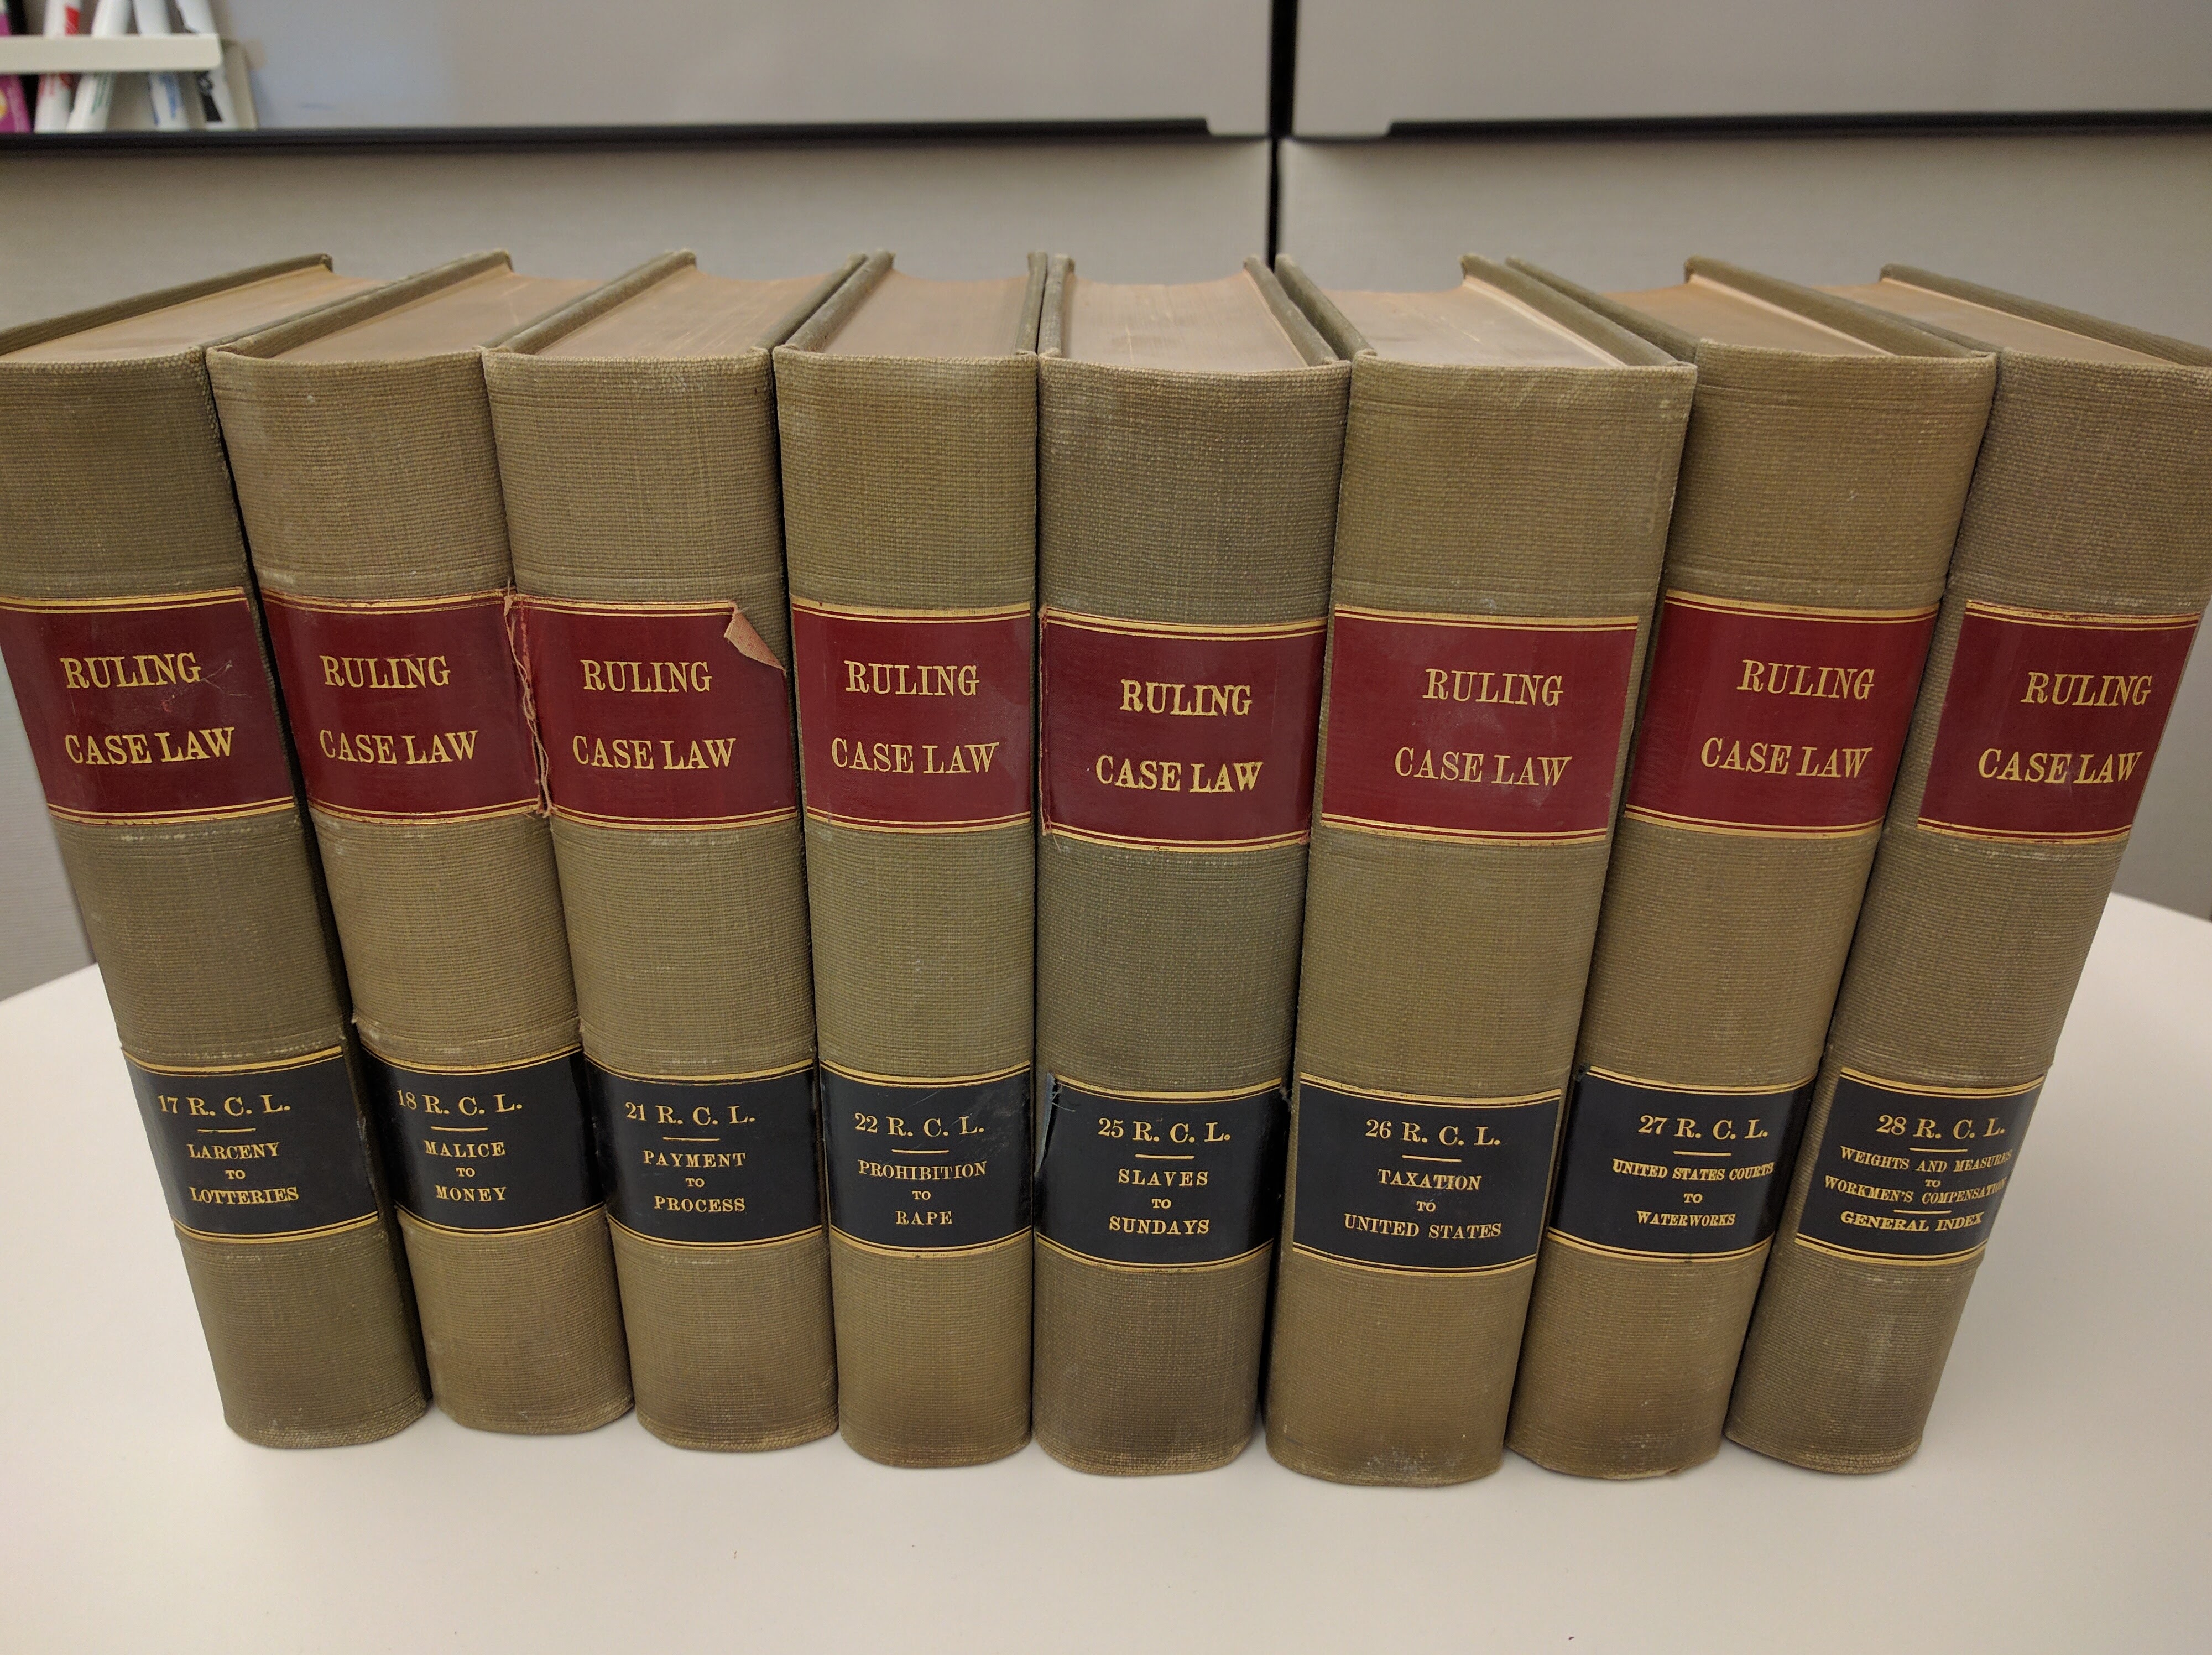 RULING
CASE LAW
17 R. C. L.
LARCENY
TO
LOTTERIES
RULING
CASE LAW
18 R. C. L.
MALICE
TO
MONEY
RULING
CASE LAW
21 R. C. L.
PAYMENT
TO
PROCESS
RULING
CASE LAW
22 R. C. L.
PROHIBITION
TO
RAPE
RULING
CASE LAW
25 R. C. L.
SLAVES
TO
SUNDAYS
RULING
CASE LAW
26 R. C. L.
TAXATION
TO
UNITED STATES
RULING
CASE LAW
27 R. C. L.
UNITED STATES COURTS
TO
WATERWORKS
RULING
CASE LAW
28 R. C. L.
WEIGHTS AND MEASURES
TO
WORKMEN'S COMPENSATION
GENERAL INDEX